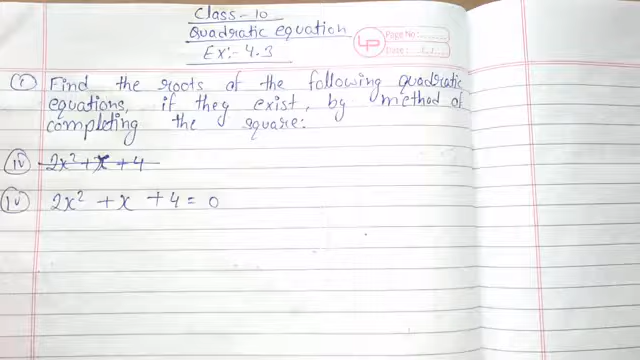 Class - 10
Quadratic equation
Ex:- 4.3
Page No:
Date:
(i) Find the roots of the following quadratic
equations, if they exist, by method of
completing the square:
(iv) 2x² + x + 4
(iv) 2x² + x + 4 = 0